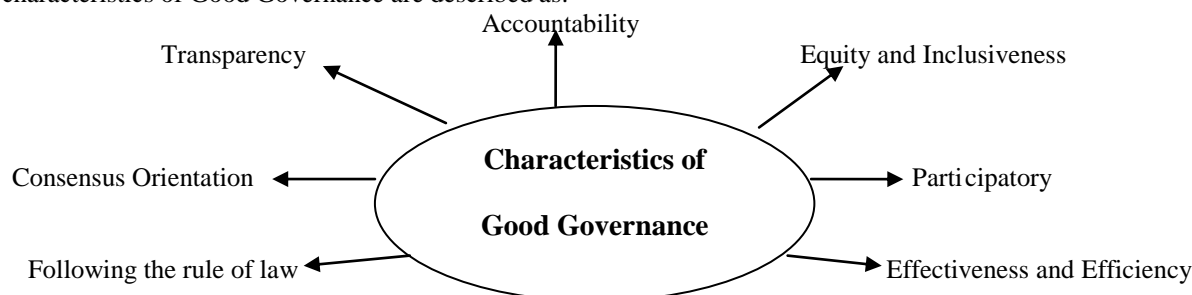 characteristics of Good Governance are described as:
Accountability
Transparency
Equity and Inclusiveness
Characteristics of
Consensus Orientation
Participatory
Good Governance
Following the rule of law
Effectiveness and Efficiency